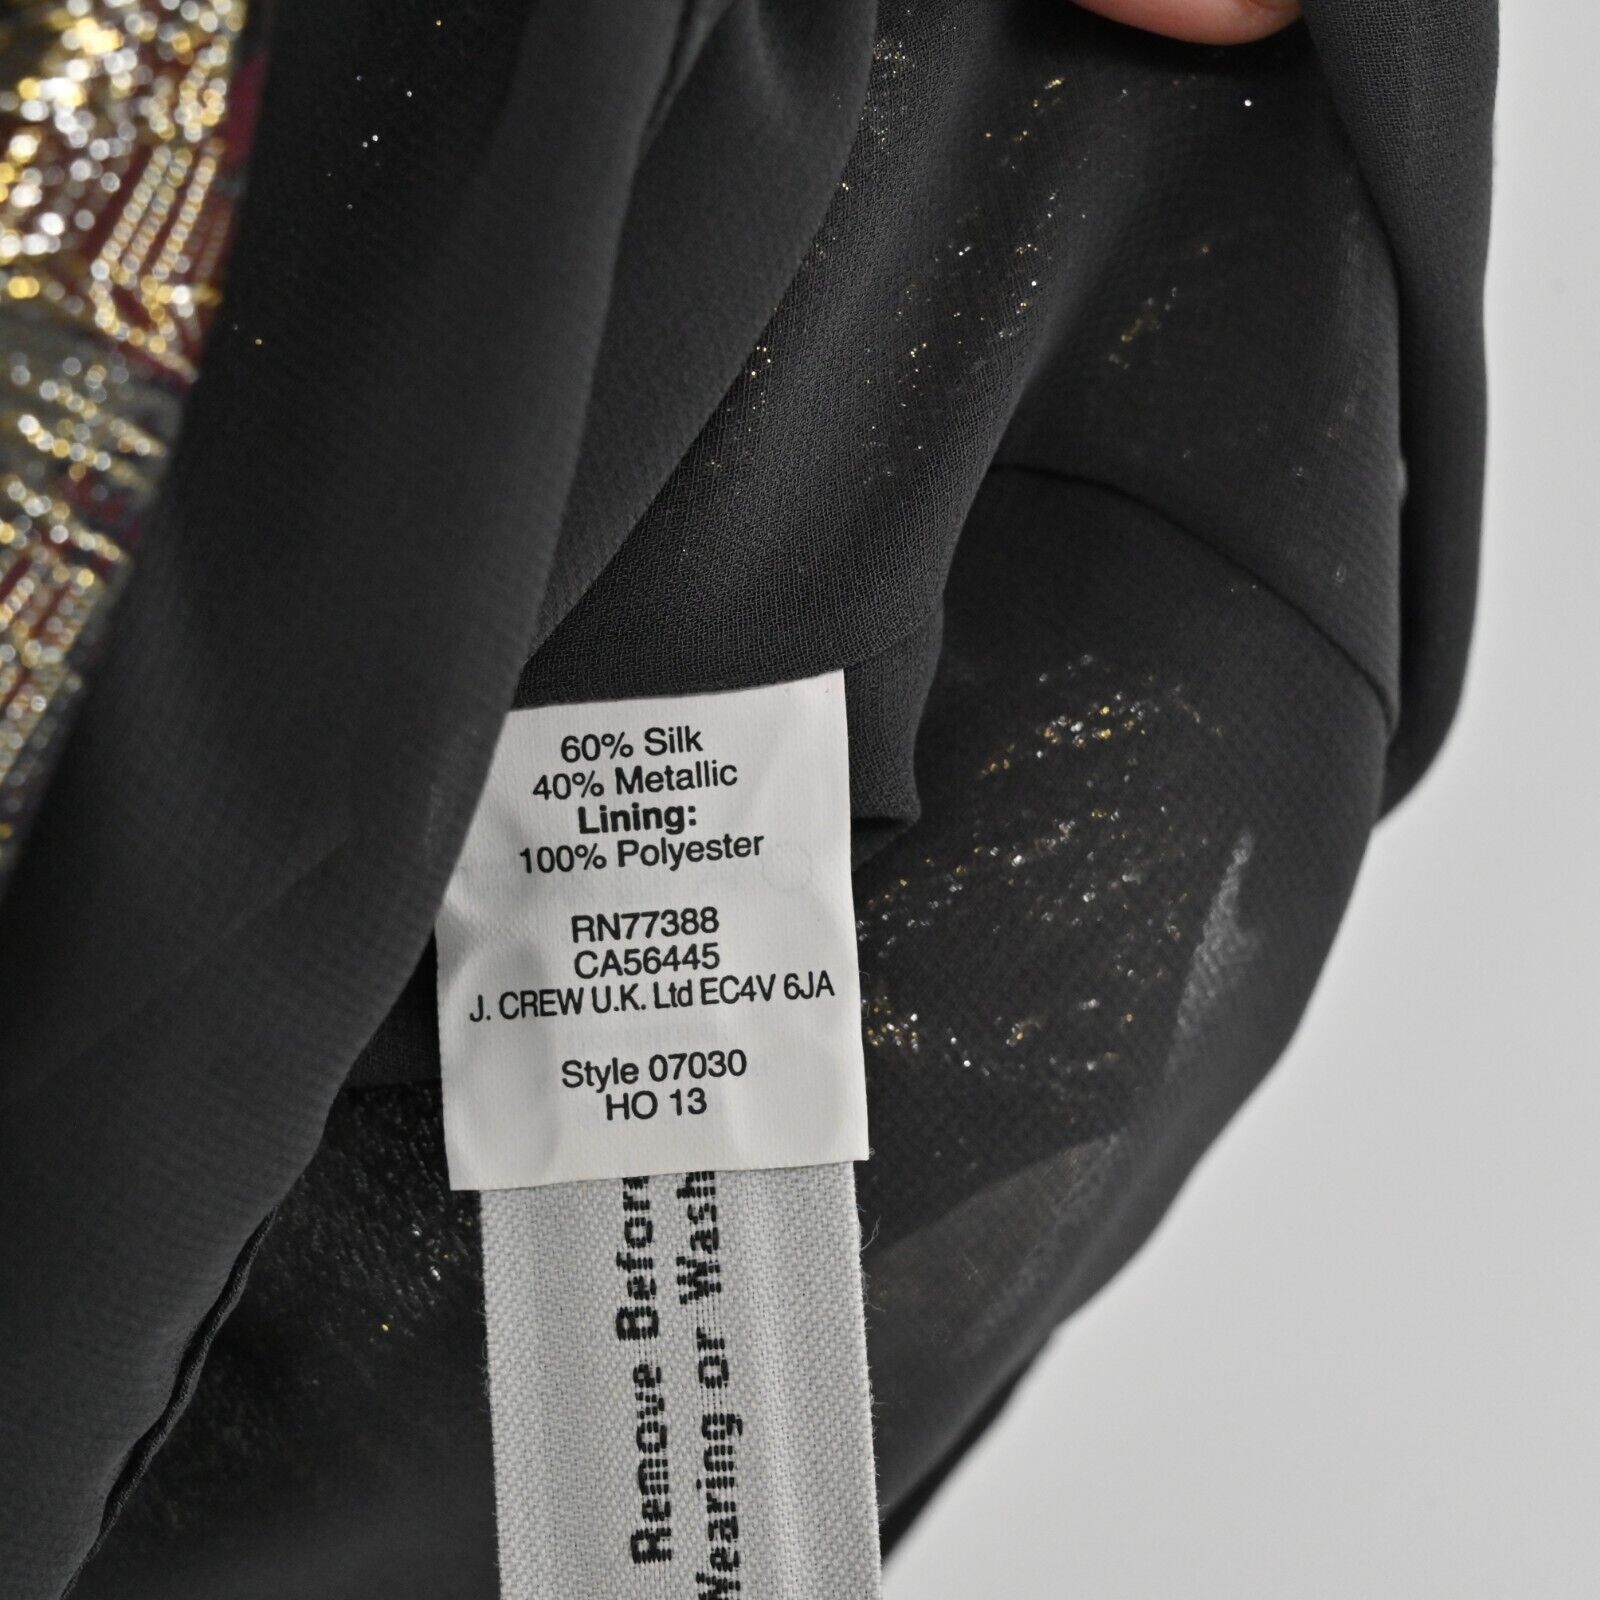 60% Silk
40% Metallic
Lining:
100% Polyester
RN77388
CA56445
J. CREW U.K. Ltd EC4V 6JA
Style 07030
HO 13
Remove Before
Wearing or Wash